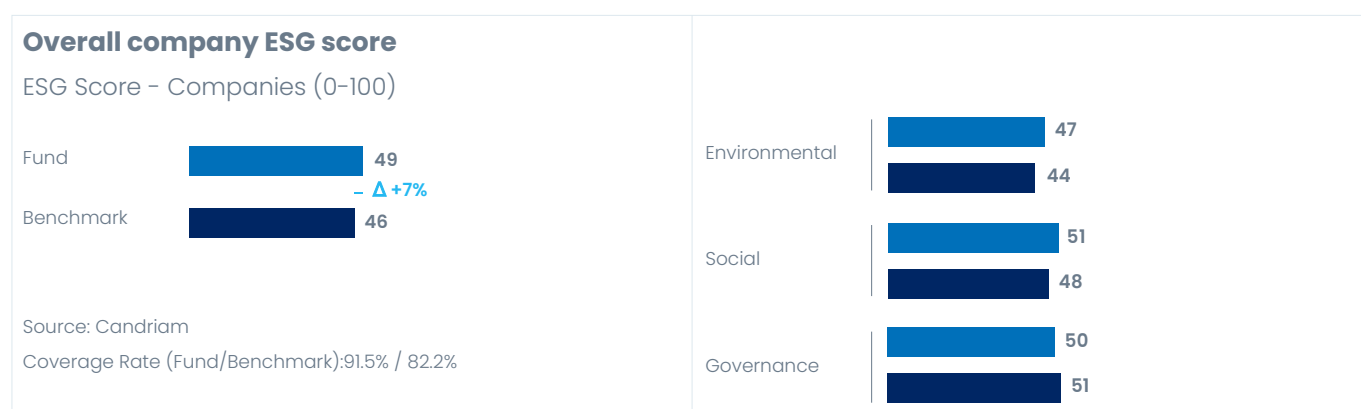 Overall company ESG score
ESG Score - Companies (0-100)
Fund
49
Δ +7%
Benchmark
46
Source: Candriam
Coverage Rate (Fund/Benchmark):91.5% / 82.2%
Environmental
47
44
Social
51
48
Governance
50
51